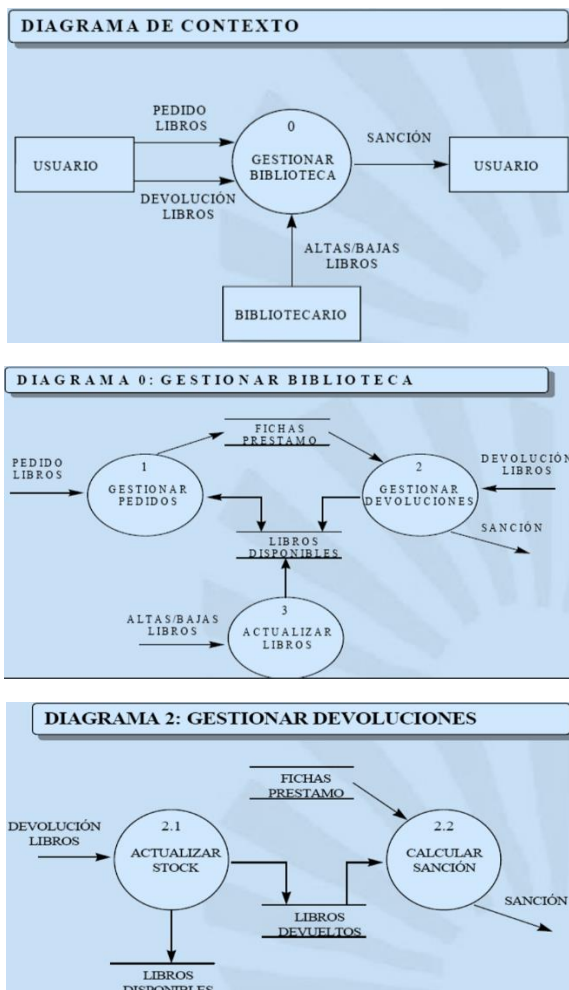 DIAGRAMA DE CONTEXTO
PEDIDO
LIBROS
0
SANCIÓN
USUARIO
GESTIONAR
BIBLIOTECA
USUARIO
DEVOLUCIÓN
LIBROS
ALTAS/BAJAS
LIBROS
BIBLIOTECARIO
DIAGRAMA 0: GESTIONAR BIBLIOTECA
FICHAS
PRESTAMO
PEDIDO
LIBROS
1
GESTIONAR
PEDIDOS
2
GESTIONAR
DEVOLUCIONES
DEVOLUCIÓN
LIBROS
SANCIÓN
LIBROS
DISPONIBLES
ALTAS/BAJAS
LIBROS
3
ACTUALIZAR
LIBROS
DIAGRAMA 2: GESTIONAR DEVOLUCIONES
FICHAS
PRESTAMO
DEVOLUCIÓN
LIBROS
2.1
ACTUALIZAR
STOCK
2.2
CALCULAR
SANCIÓN
SANCIÓN
LIBROS
DEVUELTOS
LIBROS
DISPONIBLES